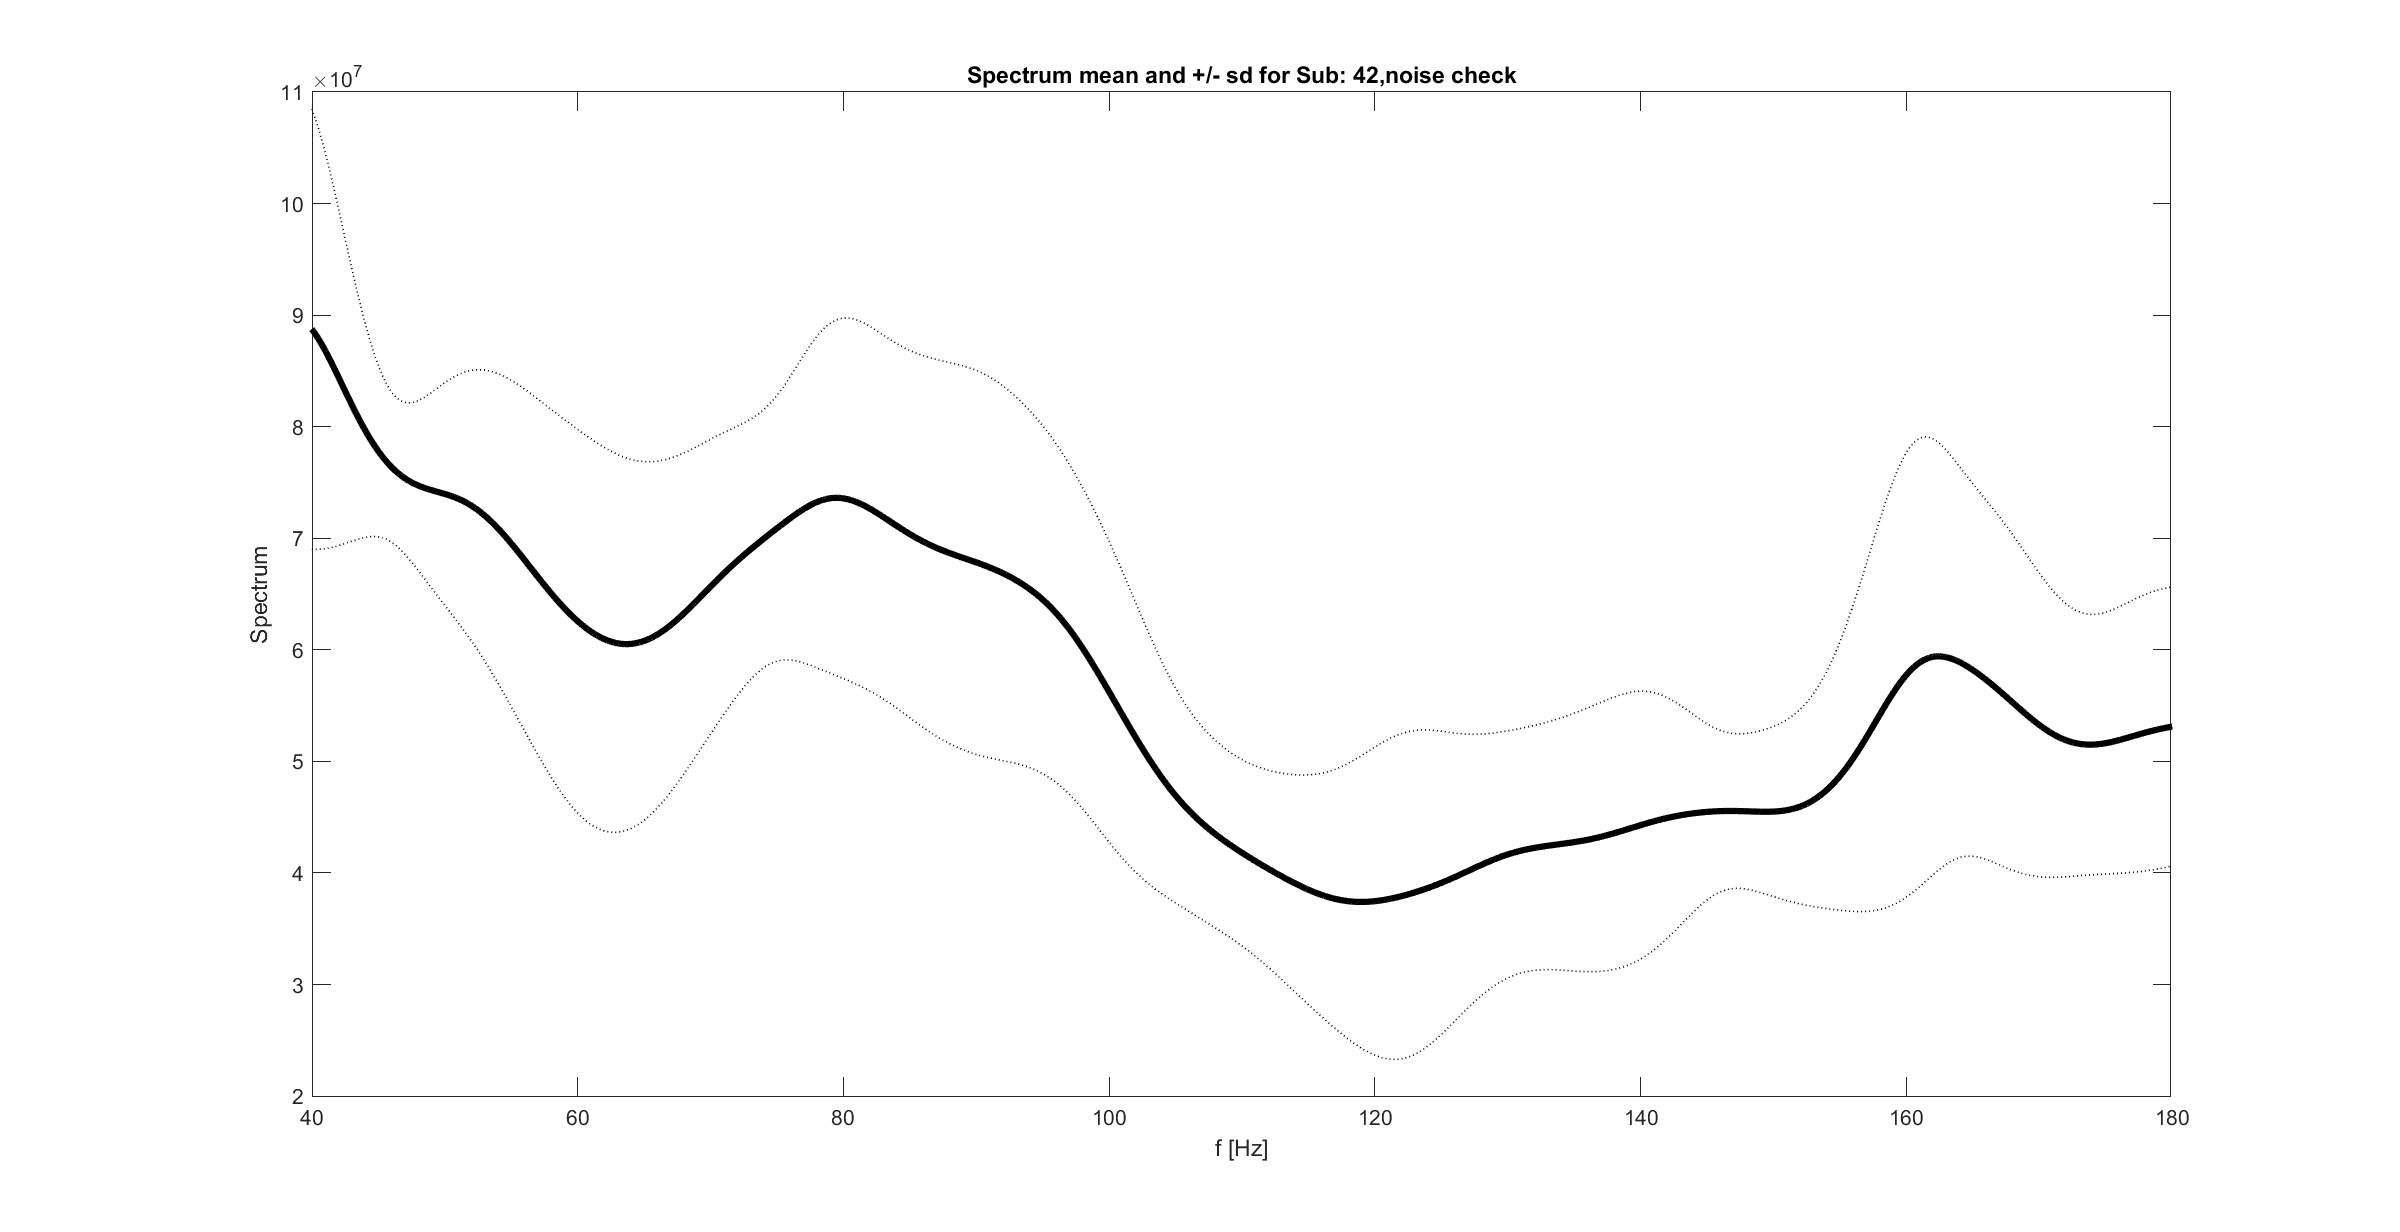 Spectrum mean and +/- sd for Sub: 42,noise check
×10^7
11
10
9
8
7
6
5
4
3
2
Spectrum
40 60 80 100 120 140 160 180
f [Hz]